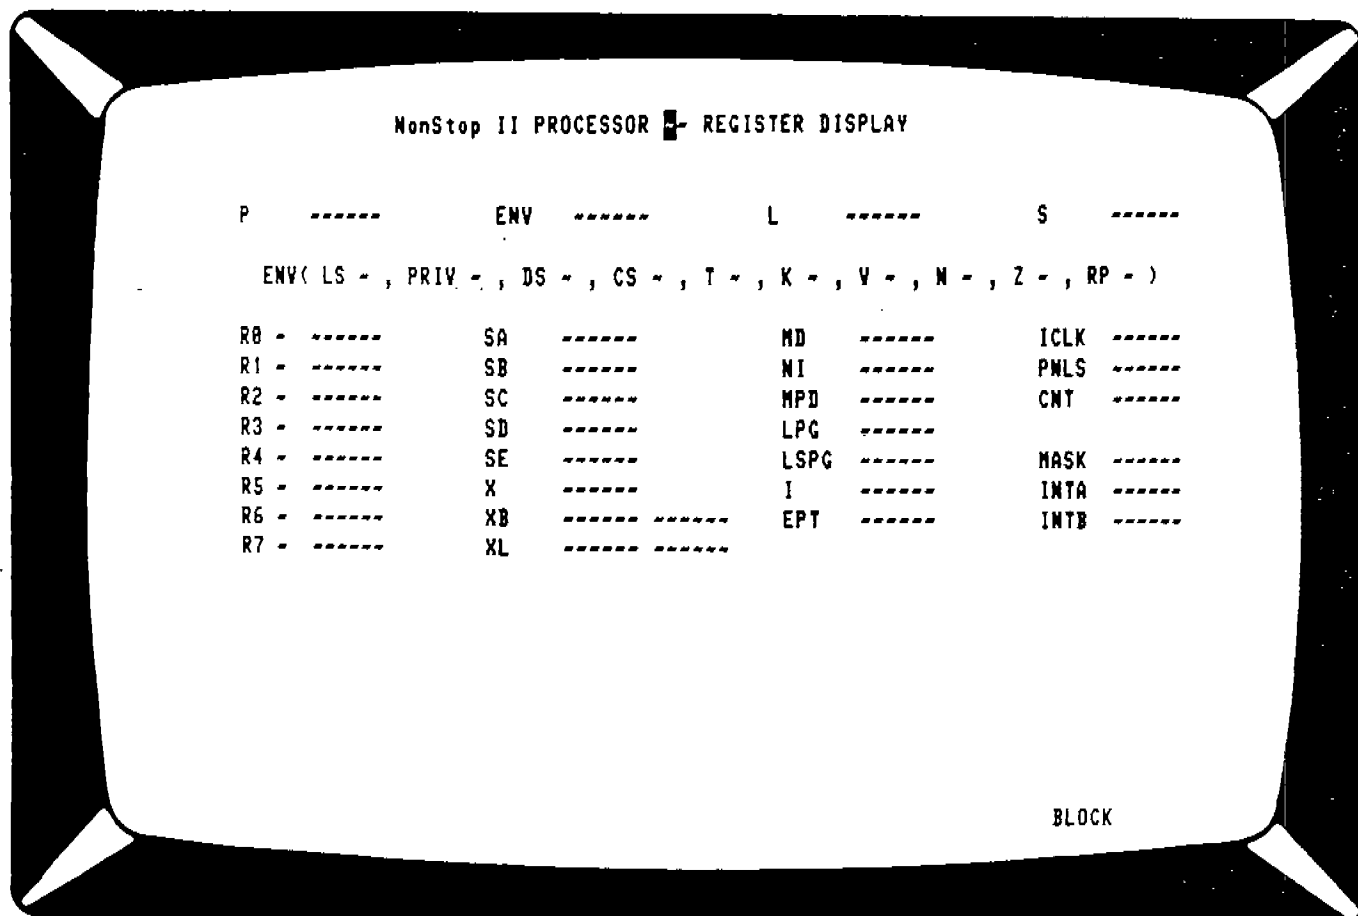 NonStop II PROCESSOR -- REGISTER DISPLAY
P ------ ENV ------ L ------ S ------
ENV( LS - , PRIV - , DS - , CS - , T - , K - , V - , N - , Z - , RP - )
R0 - ------ SA ------ MD ------ ICLK ------
R1 - ------ SB ------ NI ------ PWLS ------
R2 - ------ SC ------ MPD ------ CNT ------
R3 - ------ SD ------ LPG ------
R4 - ------ SE ------ LSPG ------ MASK ------
R5 - ------ X ------ I ------ INTA ------
R6 - ------ XB ------ ------ EPT ------ INTB ------
R7 - ------ XL ------ ------
BLOCK